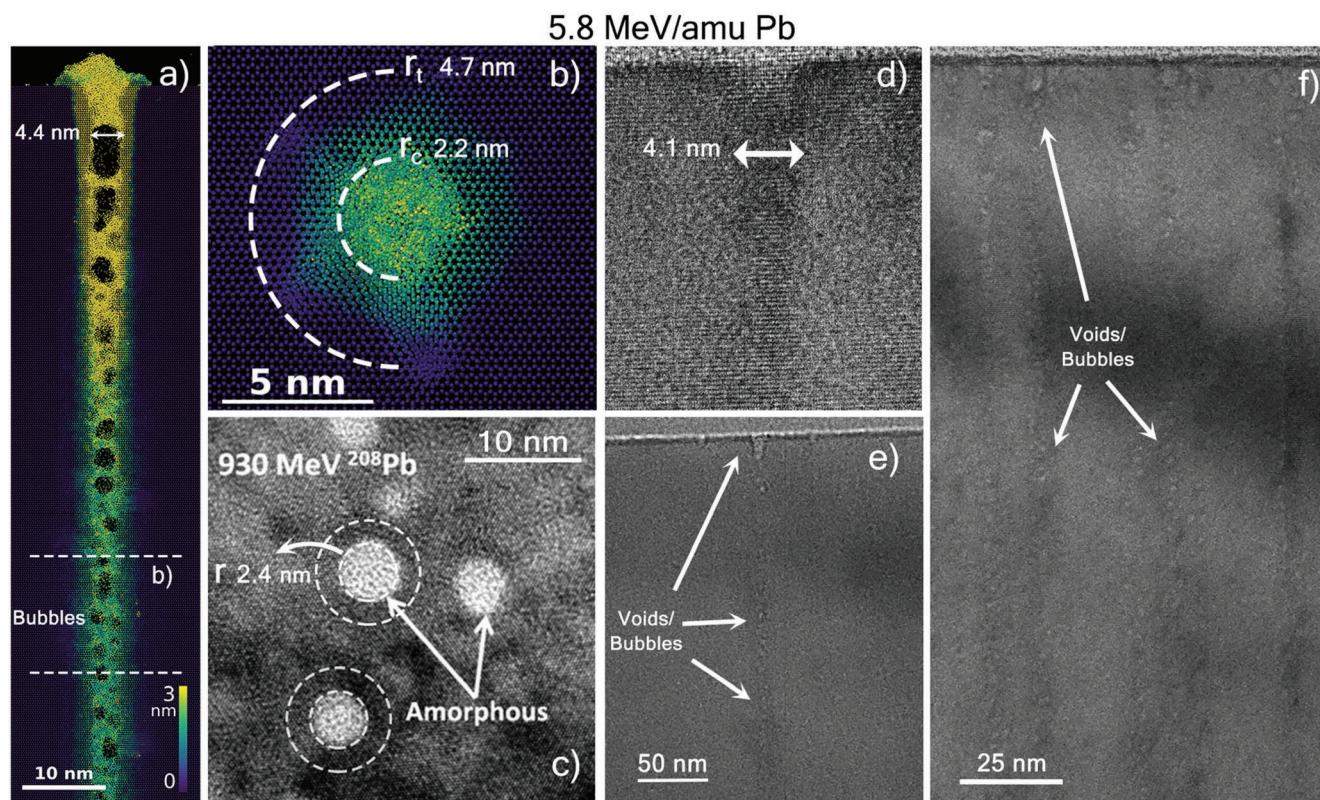 5.8 MeV/amu Pb
a)
4.4 nm
b)
Bubbles
3
nm
0
10 nm
b)
rt 4.7 nm
rc 2.2 nm
5 nm
930 MeV 208Pb
10 nm
r 2.4 nm
Amorphous
c)
d)
4.1 nm
e)
Voids/
Bubbles
50 nm
f)
Voids/
Bubbles
25 nm